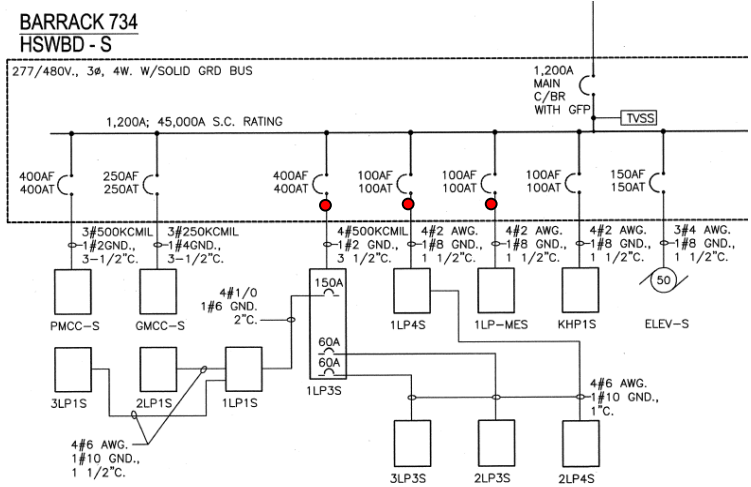 BARRACK 734
HSWBD - S
277/480V., 3ø, 4W. W/SOLID GRD BUS
1,200A
MAIN
C/BR
WITH GFP
TVSS
1,200A; 45,000A S.C. RATING
400AF
400AT
250AF
250AT
400AF
400AT
100AF
100AT
100AF
100AT
100AF
100AT
150AF
150AT
3#500KCMIL
1#2GND.,
3-1/2"C.
3#250KCMIL
1#4GND.,
3-1/2"C.
4#500KCMIL
1#2 GND.,
3 1/2"C.
4#2 AWG.
1#8 GND.,
1 1/2"C.
4#2 AWG.
1#8 GND.,
1 1/2"C.
4#2 AWG.
1#8 GND.,
1 1/2"C.
3#4 AWG.
1#8 GND.,
1 1/2"C.
PMCC-S
GMCC-S
4#1/0
1#6 GND.
2"C.
150A
60A
60A
1LP3S
1LP4S
1LP-MES
KHP1S
50
ELEV-S
3LP1S
2LP1S
1LP1S
4#6 AWG.
1#10 GND.,
1 1/2"C.
4#6 AWG.
1#10 GND.,
1"C.
3LP3S
2LP3S
2LP4S